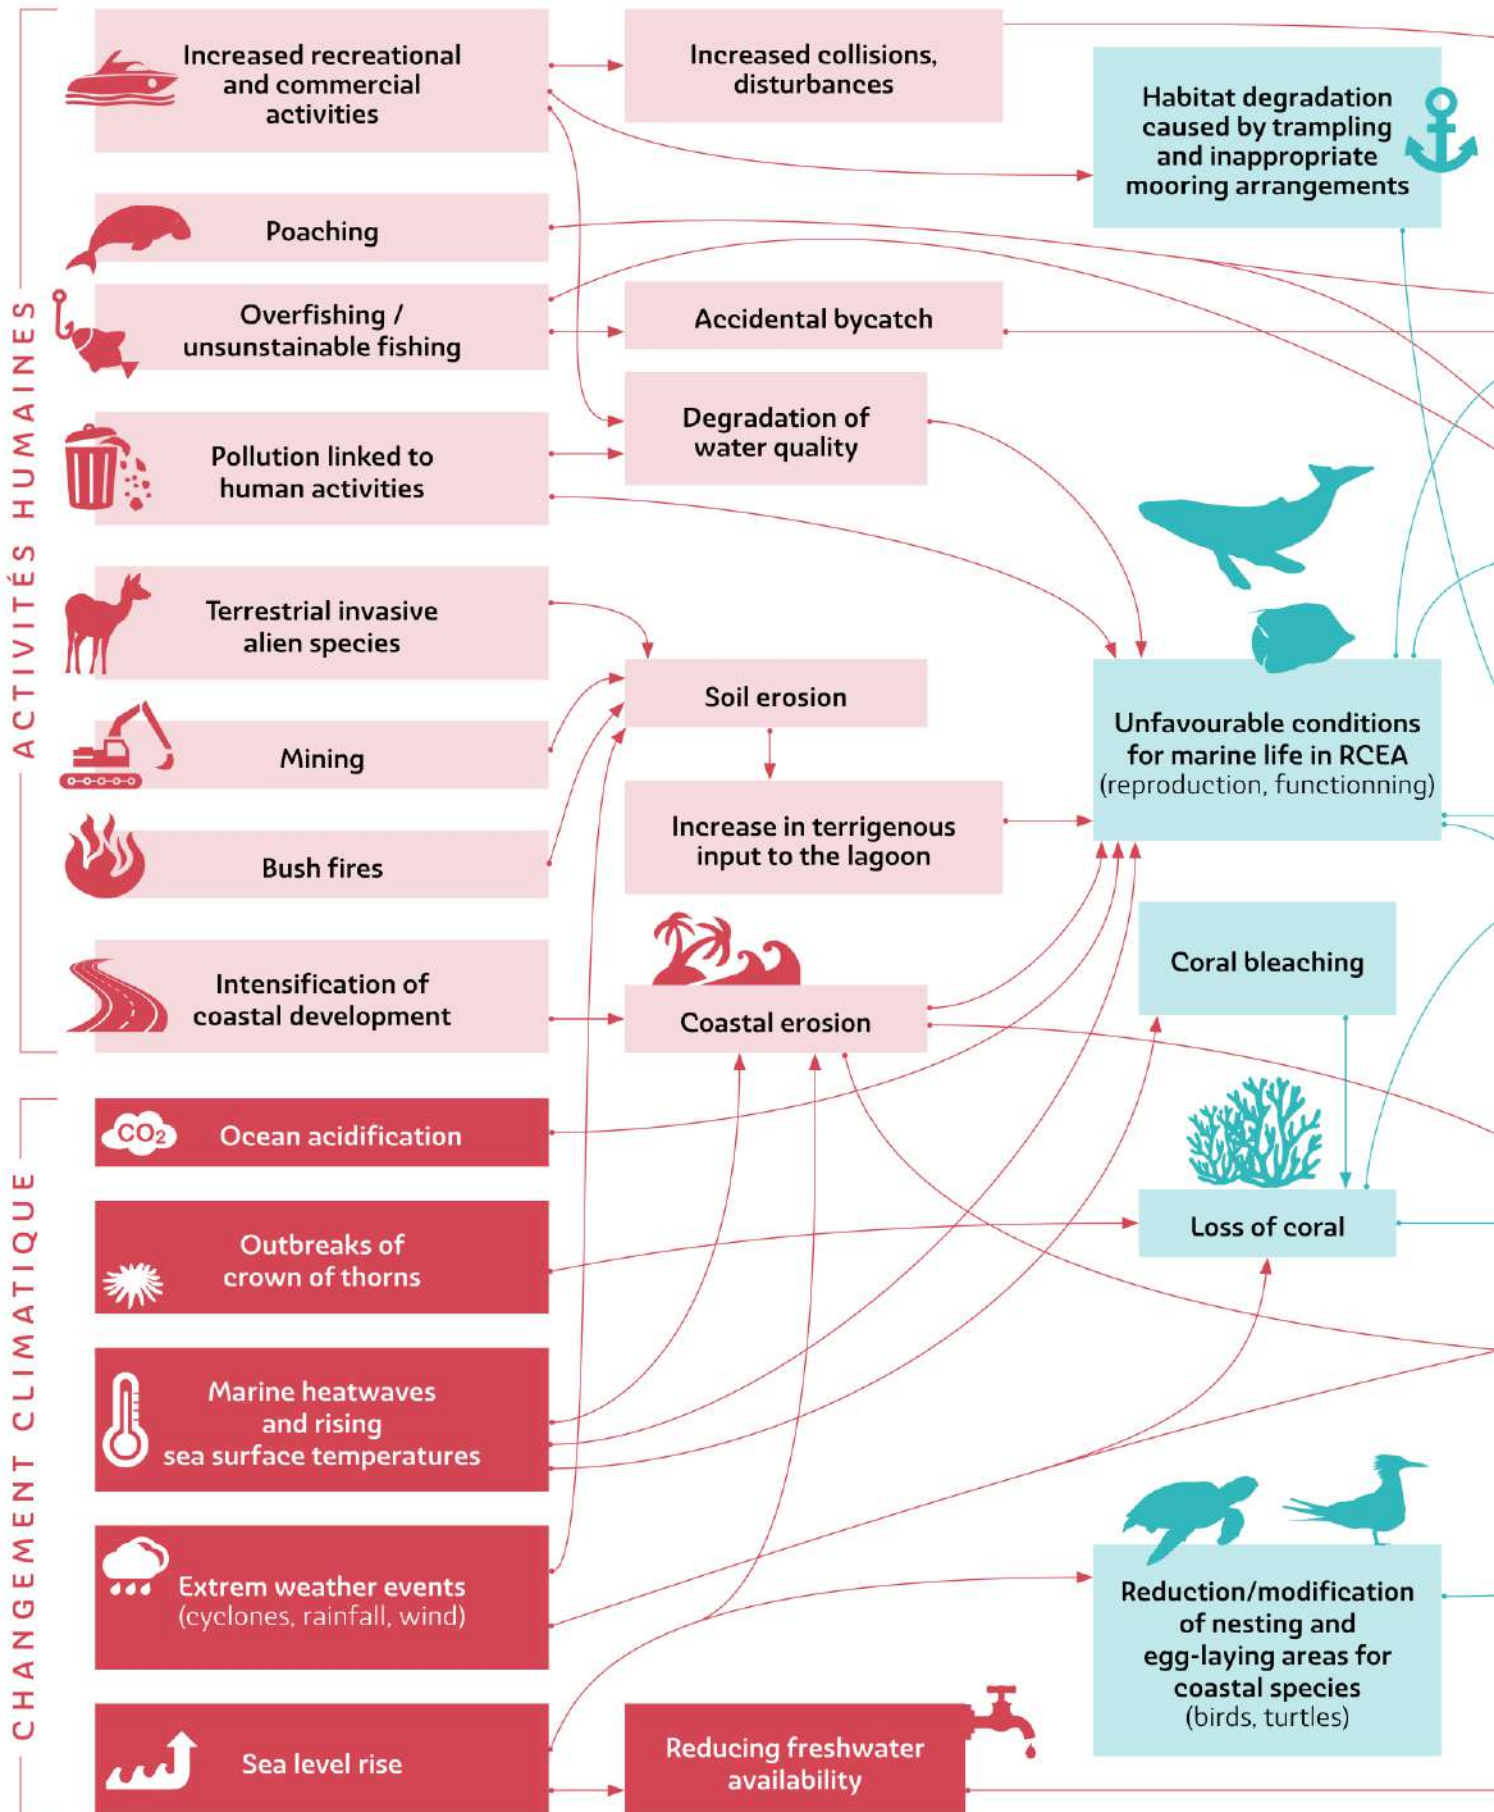 ACTIVITÉS HUMAINES
Increased recreational
and commercial
activities
Increased collisions,
disturbances
Habitat degradation
caused by trampling
and inappropriate
mooring arrangements
Poaching
Overfishing /
unsunstainable fishing
Accidental bycatch
Degradation of
water quality
Pollution linked to
human activities
Terrestrial invasive
alien species
Soil erosion
Unfavourable conditions
for marine life in RCEA
(reproduction, functionning)
Mining
Increase in terrigenous
input to the lagoon
Bush fires
Coral bleaching
Intensification of
coastal development
Coastal erosion
CHANGEMENT CLIMATIQUE
CO2
Ocean acidification
Loss of coral
Outbreaks of
crown of thorns
Marine heatwaves
and rising
sea surface temperatures
Extrem weather events
(cyclones, rainfall, wind)
Reduction/modification
of nesting and
egg-laying areas for
coastal species
(birds, turtles)
Sea level rise
Reducing freshwater
availability